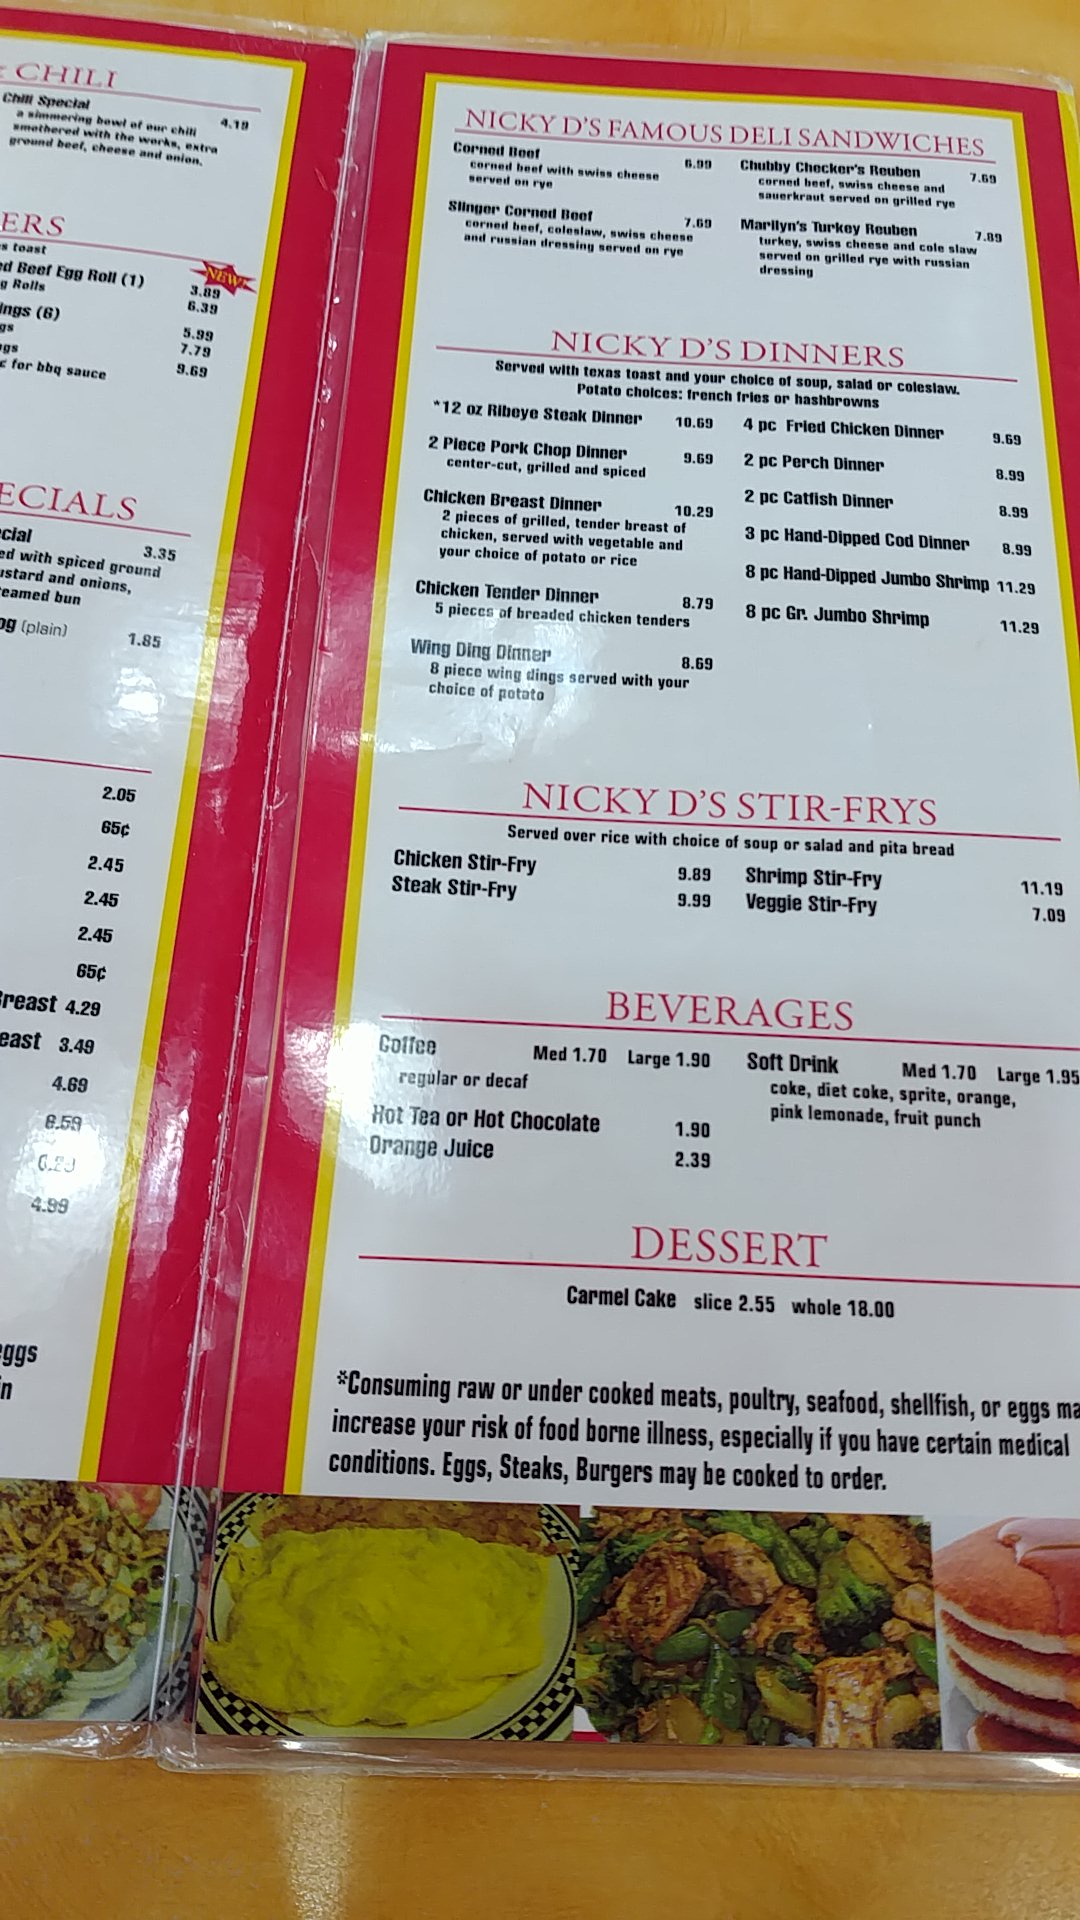 CHILI
Chili Special 4.19
a simmering bowl of our chili
smothered with the works, extra
ground beef, cheese and onion.
ERS
s toast
NEW
ed Beef Egg Roll (1) 3.89
g Rolls 6.39
ings (6) 5.99
gs 7.79
ngs 9.69
¢ for bbq sauce
ECIALS
cial 3.35
ed with spiced ground
ustard and onions,
teamed bun
og (plain) 1.85
2.05
65¢
2.45
2.45
2.45
65¢
Breast 4.29
east 3.49
4.69
4.99
eggs
in
NICKY D'S FAMOUS DELI SANDWICHES
Corned Beef 6.99
corned beef with swiss cheese
served on rye
Slinger Corned Beef 7.69
corned beef, coleslaw, swiss cheese
and russian dressing served on rye
Chubby Checker's Reuben 7.69
corned beef, swiss cheese and
sauerkraut served on grilled rye
Marilyn's Turkey Reuben 7.89
turkey, swiss cheese and cole slaw
served on grilled rye with russian
dressing
NICKY D'S DINNERS
Served with texas toast and your choice of soup, salad or coleslaw.
Potato choices: french fries or hashbrowns
*12 oz Ribeye Steak Dinner 10.69
2 Piece Pork Chop Dinner 9.69
center-cut, grilled and spiced
Chicken Breast Dinner 10.29
2 pieces of grilled, tender breast of
chicken, served with vegetable and
your choice of potato or rice
Chicken Tender Dinner 8.79
5 pieces of breaded chicken tenders
Wing Ding Dinner 8.69
8 piece wing dings served with your
choice of potato
4 pc Fried Chicken Dinner 9.69
2 pc Perch Dinner 8.99
2 pc Catfish Dinner 8.99
3 pc Hand-Dipped Cod Dinner 8.99
8 pc Hand-Dipped Jumbo Shrimp 11.29
8 pc Gr. Jumbo Shrimp 11.29
NICKY D'S STIR-FRYS
Served over rice with choice of soup or salad and pita bread
Chicken Stir-Fry 9.89
Steak Stir-Fry 9.99
Shrimp Stir-Fry 11.19
Veggie Stir-Fry 7.09
BEVERAGES
Coffee Med 1.70 Large 1.90
regular or decaf
Hot Tea or Hot Chocolate 1.90
Orange Juice 2.39
Soft Drink Med 1.70 Large 1.95
coke, diet coke, sprite, orange,
pink lemonade, fruit punch
DESSERT
Carmel Cake slice 2.55 whole 18.00
*Consuming raw or under cooked meats, poultry, seafood, shellfish, or eggs ma
increase your risk of food borne illness, especially if you have certain medical
conditions. Eggs, Steaks, Burgers may be cooked to order.